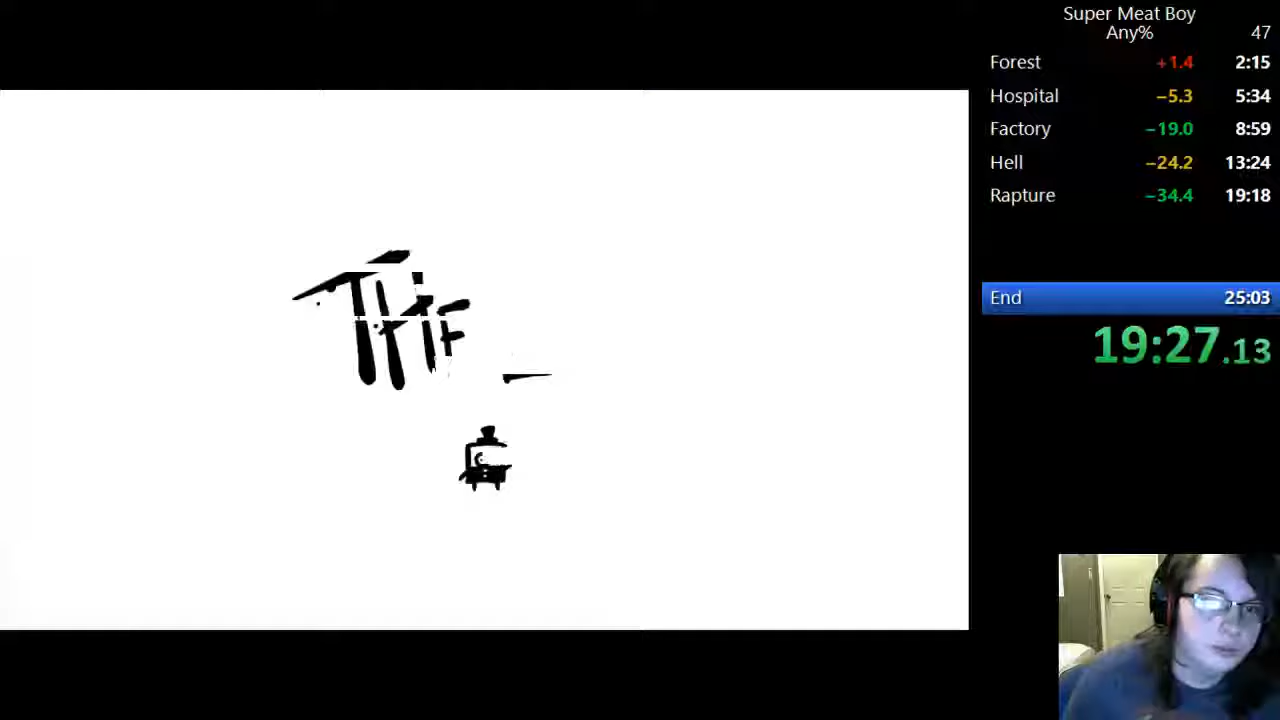 Super Meat Boy
Any% 47
Forest +1.4 2:15
Hospital −5.3 5:34
Factory −19.0 8:59
Hell −24.2 13:24
Rapture −34.4 19:18
End 25:03
19:27.13